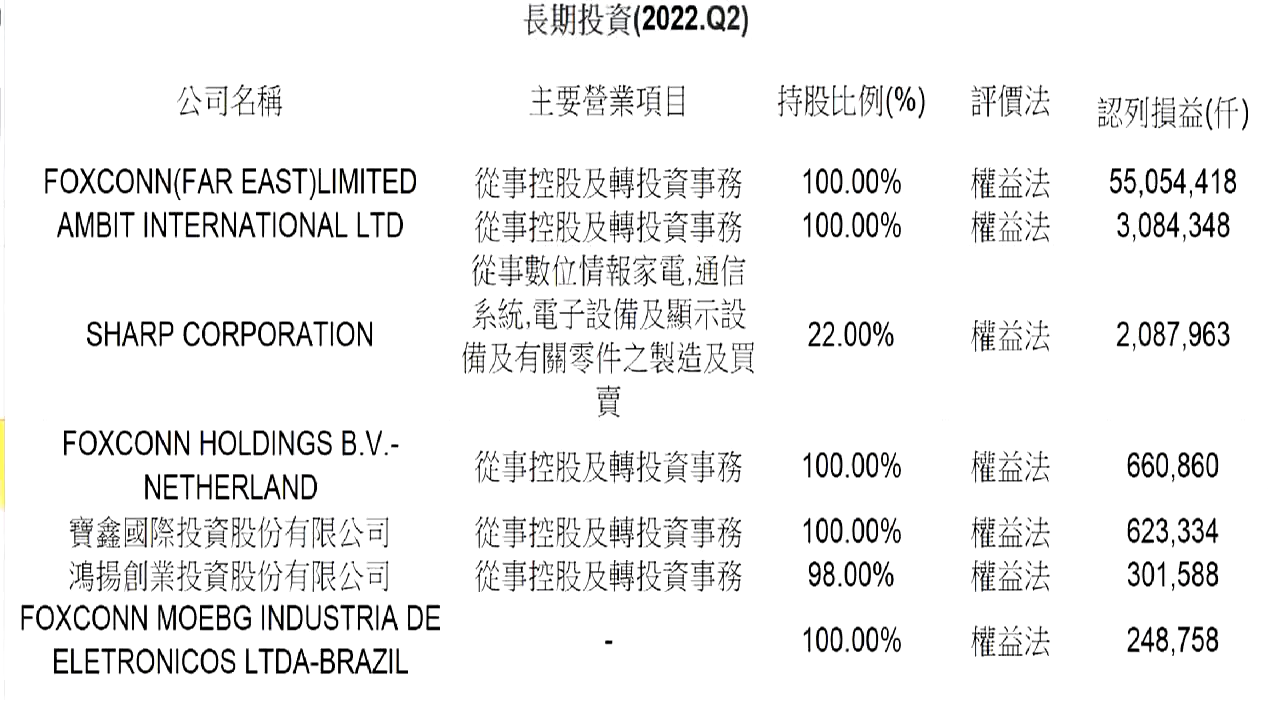 長期投資(2022.Q2)
公司名稱 主要營業項目 持股比例(%) 評價法 認列損益(仟)
FOXCONN(FAR EAST)LIMITED 從事控股及轉投資事務 100.00% 權益法 55,054,418
AMBIT INTERNATIONAL LTD 從事控股及轉投資事務 100.00% 權益法 3,084,348
從事數位情報家電,通信
系統,電子設備及顯示設
SHARP CORPORATION 22.00% 權益法 2,087,963
備及有關零件之製造及買
賣
FOXCONN HOLDINGS B.V.-
從事控股及轉投資事務 100.00% 權益法 660,860
NETHERLAND
寶鑫國際投資股份有限公司 從事控股及轉投資事務 100.00% 權益法 623,334
鴻揚創業投資股份有限公司 從事控股及轉投資事務 98.00% 權益法 301,588
FOXCONN MOEBG INDUSTRIA DE
- 100.00% 權益法 248,758
ELETRONICOS LTDA-BRAZIL